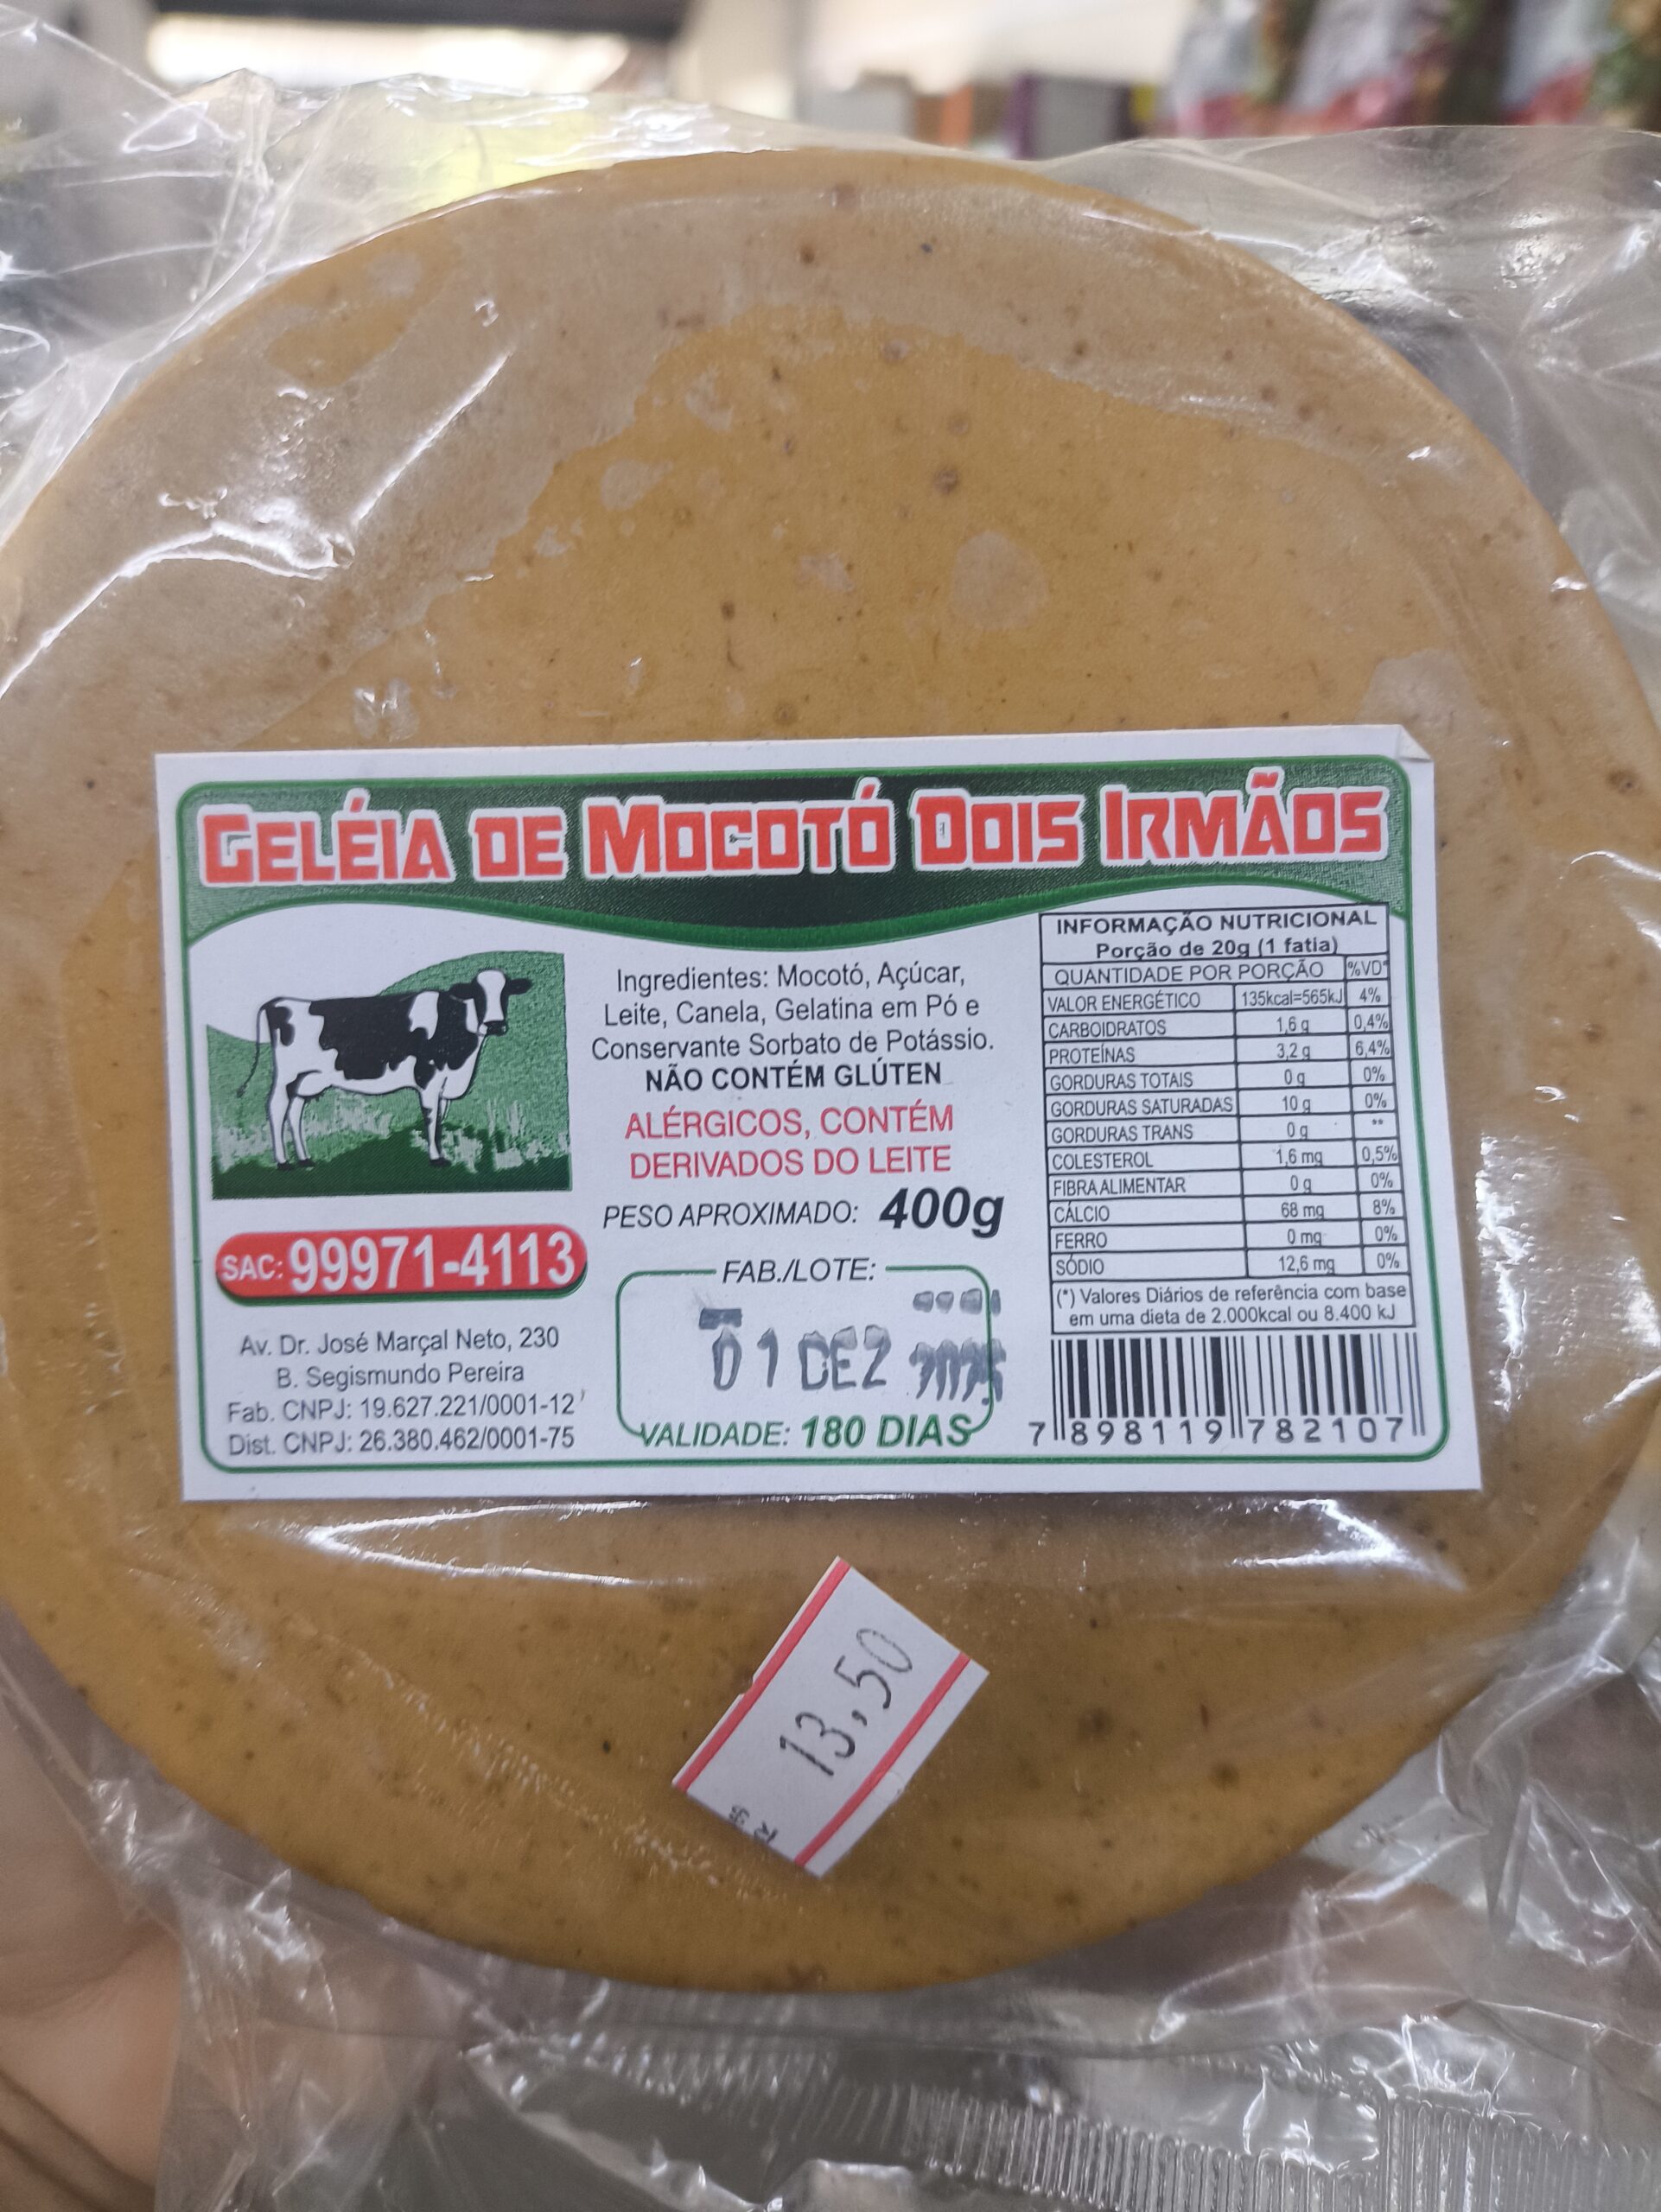 GELÉIA DE MOCOTÓ DOIS IRMÃOS
Ingredientes: Mocotó, Açúcar,
Leite, Canela, Gelatina em Pó e
Conservante Sorbato de Potássio.
NÃO CONTÉM GLÚTEN
ALÉRGICOS, CONTÉM
DERIVADOS DO LEITE
PESO APROXIMADO: 400g
FAB./LOTE:
01 DEZ 2025
VALIDADE: 180 DIAS
SAC: 99971-4113
Av. Dr. José Marçal Neto, 230
B. Segismundo Pereira
Fab. CNPJ: 19.627.221/0001-12
Dist. CNPJ: 26.380.462/0001-75
INFORMAÇÃO NUTRICIONAL
Porção de 20g (1 fatia)
QUANTIDADE POR PORÇÃO %VD*
VALOR ENERGÉTICO 135kcal=565kJ 4%
CARBOIDRATOS 1,6 g 0,4%
PROTEÍNAS 3,2 g 6,4%
GORDURAS TOTAIS 0 g 0%
GORDURAS SATURADAS 10 g 0%
GORDURAS TRANS 0 g **
COLESTEROL 1,6 mg 0,5%
FIBRA ALIMENTAR 0 g 0%
CÁLCIO 68 mg 8%
FERRO 0 mg 0%
SÓDIO 12,6 mg 0%
(*) Valores Diários de referência com base
em uma dieta de 2.000kcal ou 8.400 kJ
7 898119 782107
13,50
R$